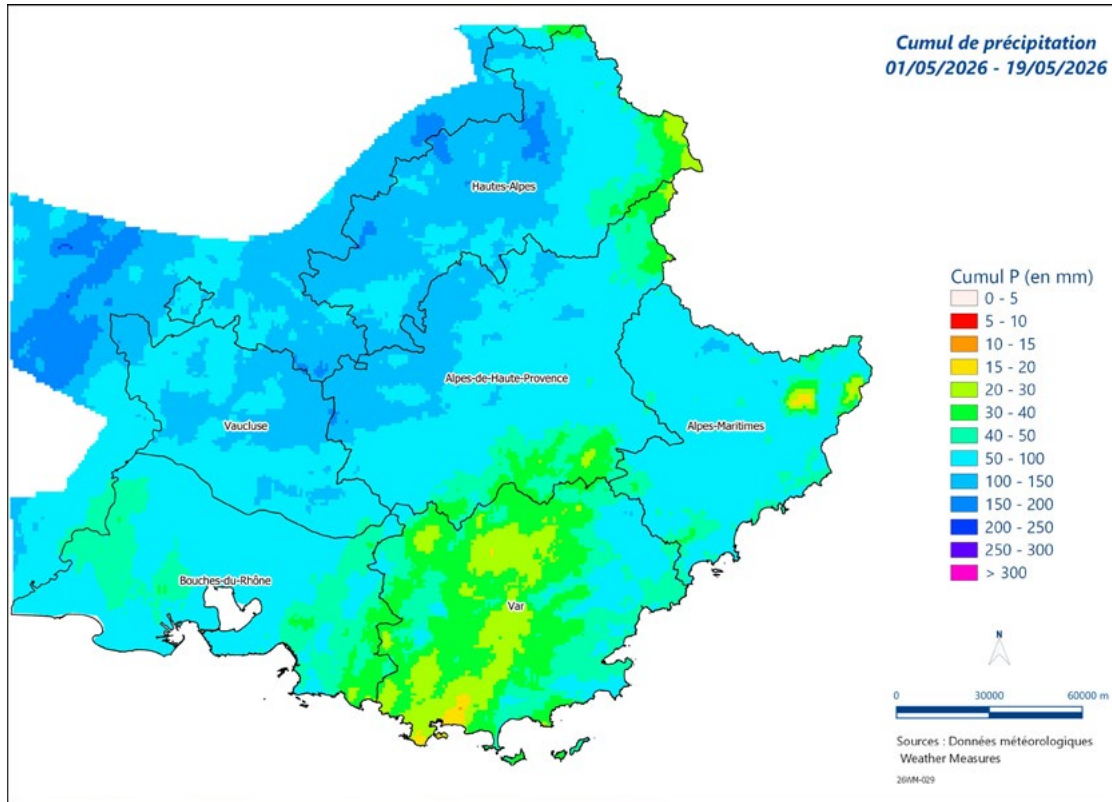 Cumul de précipitation
01/05/2026 - 19/05/2026
Hautes-Alpes
Cumul P (en mm)
0 - 5
5 - 10
10 - 15
15 - 20
20 - 30
30 - 40
40 - 50
50 - 100
100 - 150
150 - 200
200 - 250
250 - 300
> 300
Alpes-de-Haute-Provence
Vaucluse
Alpes-Maritimes
Bouches-du-Rhône
Var
N
0 30000 60000 m
Sources : Données météorologiques
Weather Measures
26WM-029